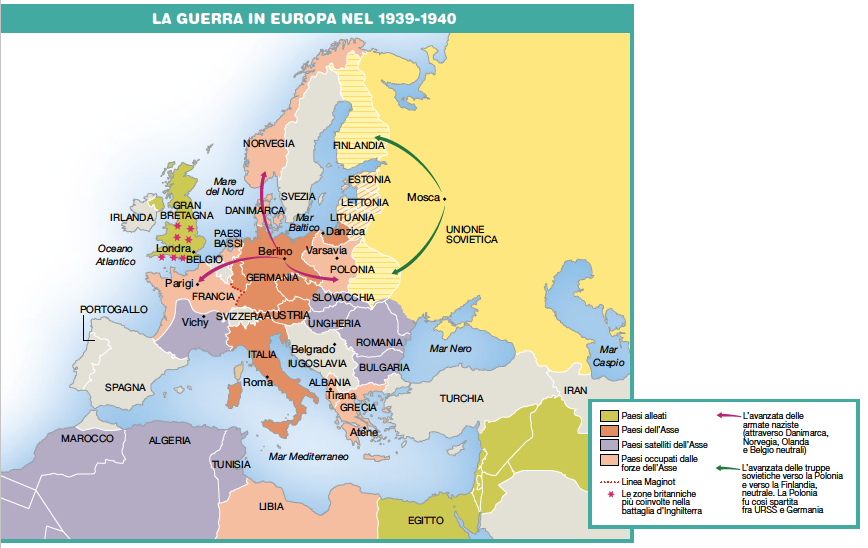 LA GUERRA IN EUROPA NEL 1939-1940
NORVEGIA
FINLANDIA
Mare
del Nord
SVEZIA
ESTONIA
LETTONIA
Mosca
GRAN
BRETAGNA
IRLANDA
DANIMARCA
Mar
Baltico
LITUANIA
Danzica
UNIONE
SOVIETICA
PAESI
BASSI
Oceano
Atlantico
Londra
BELGIO
Berlino
Varsavia
POLONIA
GERMANIA
Parigi
FRANCIA
SLOVACCHIA
PORTOGALLO
Vichy
SVIZZERA
AUSTRIA
UNGHERIA
ROMANIA
Mar Nero
Mar
Caspio
Belgrado
IUGOSLAVIA
ITALIA
BULGARIA
SPAGNA
Roma
ALBANIA
Tirana
GRECIA
TURCHIA
IRAN
Atene
MAROCCO
ALGERIA
TUNISIA
Mar Mediterraneo
LIBIA
EGITTO
Paesi alleati
Paesi dell'Asse
Paesi satelliti dell'Asse
Paesi occupati dalle
forze dell'Asse
Linea Maginot
Le zone britanniche
più coinvolte nella
battaglia d'Inghilterra
L'avanzata delle
armate naziste
(attraverso Danimarca,
Norvegia, Olanda
e Belgio neutrali)
L'avanzata delle truppe
sovietiche verso la Polonia
e verso la Finlandia,
neutrale. La Polonia
fu così spartita
fra URSS e Germania